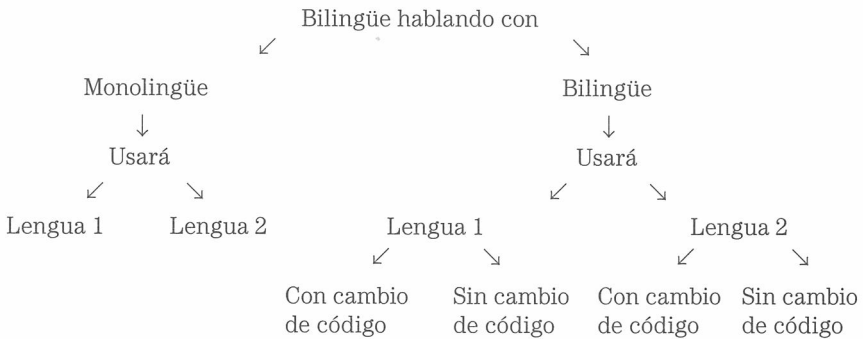 Bilingüe hablando con
Monolingüe
Bilingüe
Usará
Usará
Lengua 1
Lengua 2
Lengua 1
Lengua 2
Con cambio
de código
Sin cambio
de código
Con cambio
de código
Sin cambio
de código